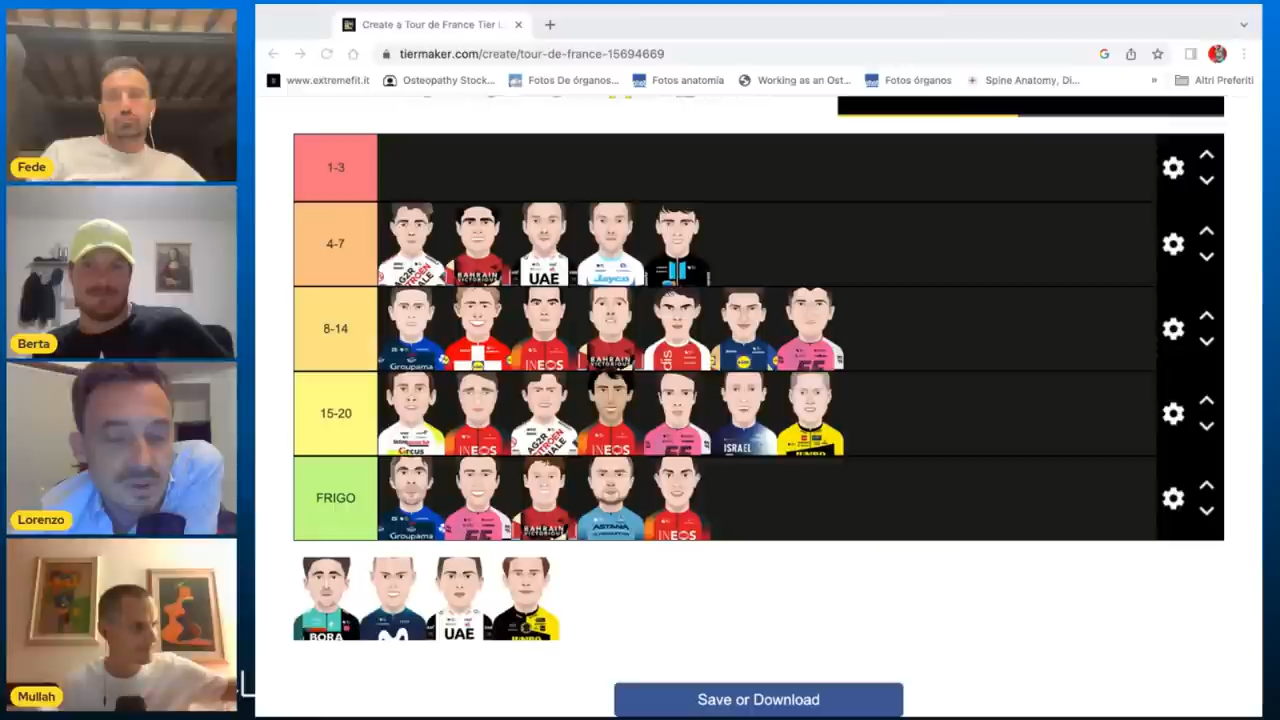 Create a Tour de France Tier L
tiermaker.com/create/tour-de-france-15694669
www.extremefit.it
Osteopathy Stock...
Fotos De órganos...
Fotos anatomía
Working as an Ost...
Fotos órganos
Spine Anatomy, Di...
»
Altri Preferiti
Fede
Berta
Lorenzo
Mullah
1-3
4-7
AG2R CITROËN
BAHRAIN VICTORIOUS
UAE
Jayco
8-14
Groupama
INEOS
BAHRAIN VICTORIOUS
EF
15-20
Circus
INEOS
AG2R CITROËN
INEOS
EF
ISRAEL
JUMBO
FRIGO
Groupama
EF
BAHRAIN VICTORIOUS
ASTANA
INEOS
BORA
UAE
JUMBO
Save or Download